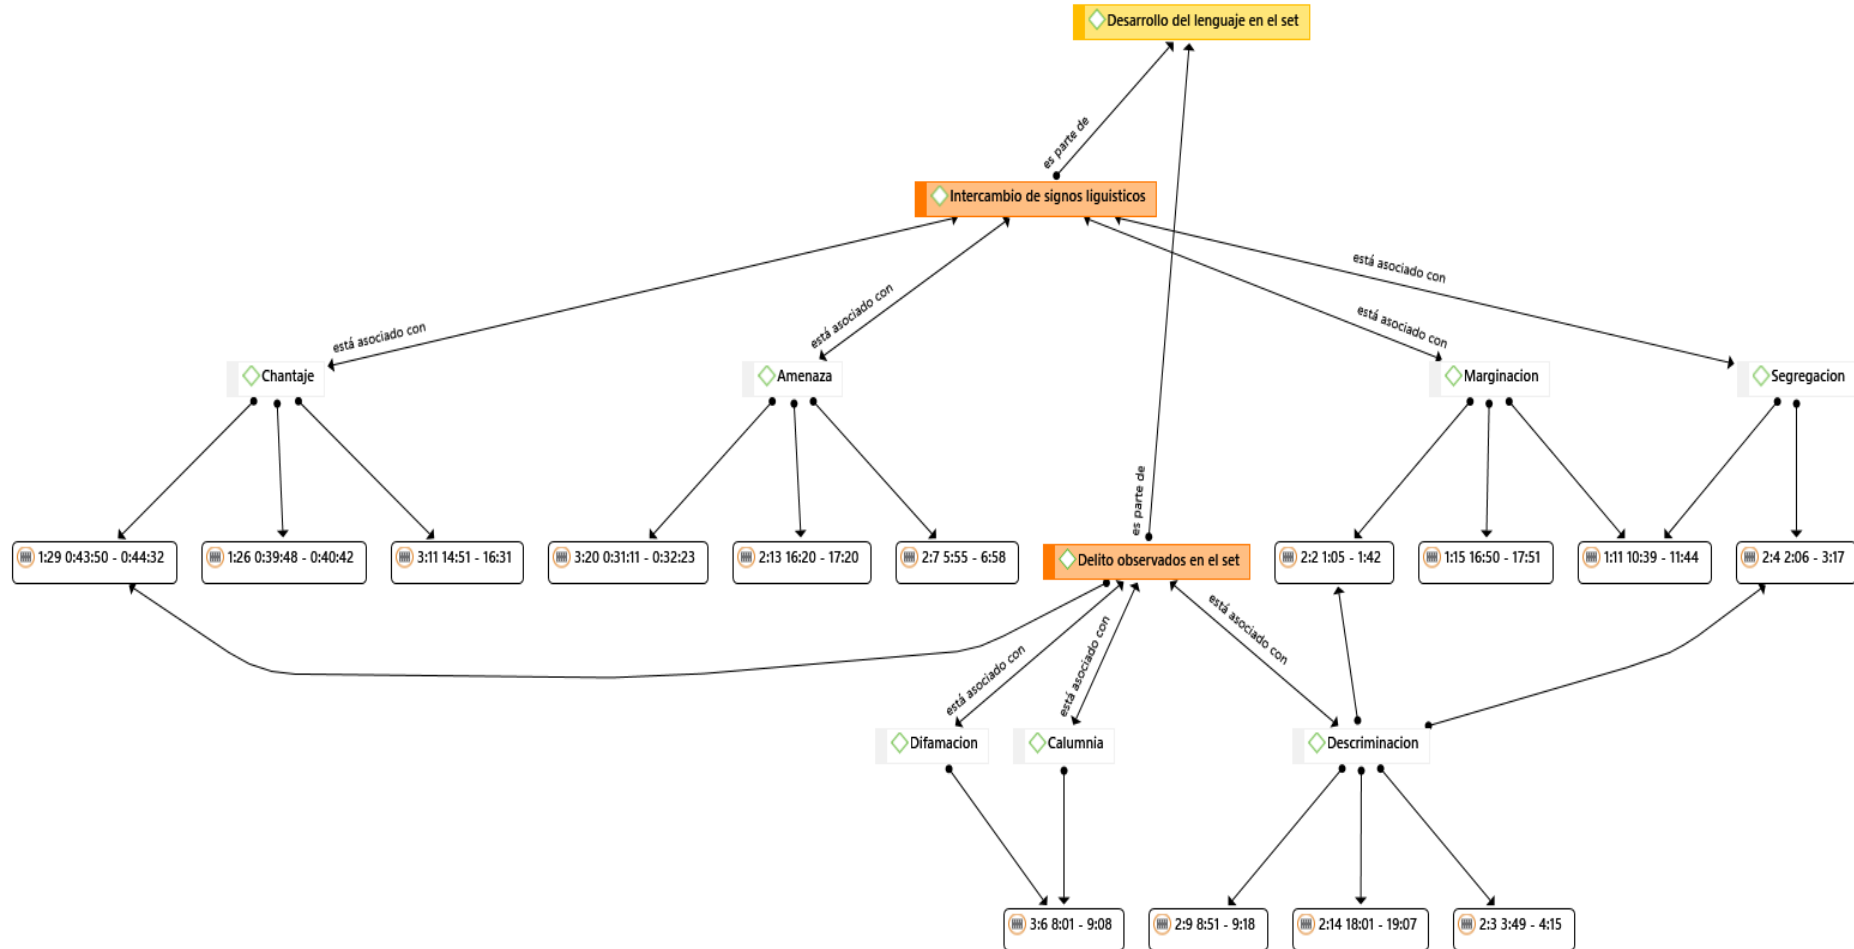 Desarrollo del lenguaje en el set
es parte de
Intercambio de signos liguisticos
está asociado con
está asociado con
está asociado con
está asociado con
Chantaje
Amenaza
Marginacion
Segregacion
es parte de
1:29 0:43:50 - 0:44:32
1:26 0:39:48 - 0:40:42
3:11 14:51 - 16:31
3:20 0:31:11 - 0:32:23
2:13 16:20 - 17:20
2:7 5:55 - 6:58
Delito observados en el set
2:2 1:05 - 1:42
1:15 16:50 - 17:51
1:11 10:39 - 11:44
2:4 2:06 - 3:17
está asociado con
está asociado con
está asociado con
Difamacion
Calumnia
Descriminacion
3:6 8:01 - 9:08
2:9 8:51 - 9:18
2:14 18:01 - 19:07
2:3 3:49 - 4:15